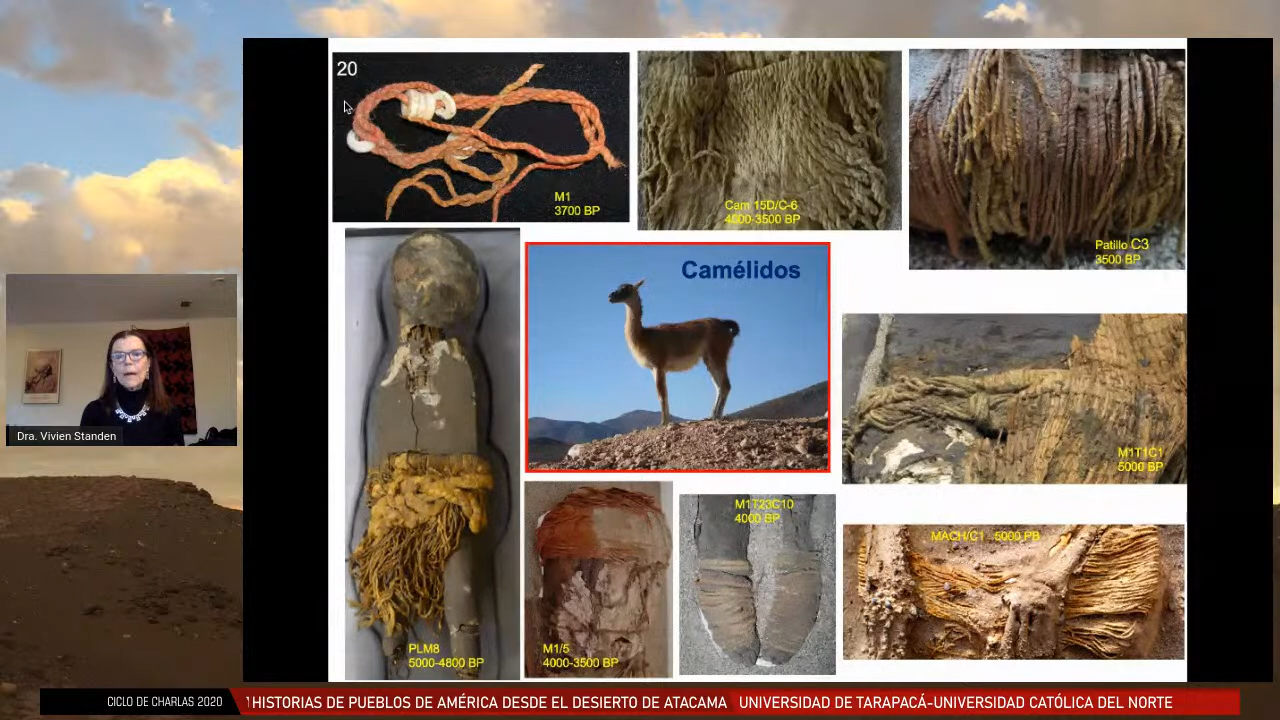 20
M1
3700 BP
Cam 15D/C-6
4000-3500 BP
Patillo C3
3500 BP
Camélidos
M1T1C1
5000 BP
Dra. Vivien Standen
PLM8
5000-4800 BP
M1/5
4000-3500 BP
M1T23C10
4000 BP
MACH/C1 5000 PB
CICLO DE CHARLAS 2020
HISTORIAS DE PUEBLOS DE AMÉRICA DESDE EL DESIERTO DE ATACAMA UNIVERSIDAD DE TARAPACÁ-UNIVERSIDAD CATÓLICA DEL NORTE